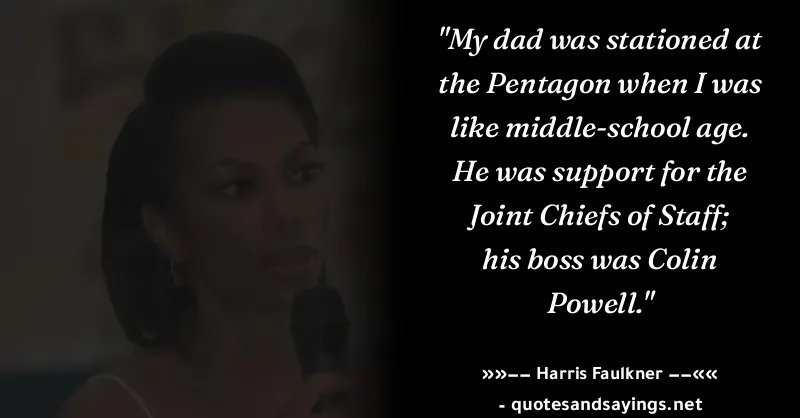 "My dad was stationed at
the Pentagon when I was
like middle-school age.
He was support for the
Joint Chiefs of Staff;
his boss was Colin
Powell."
»»–– Harris Faulkner ––««
- quotesandsayings.net